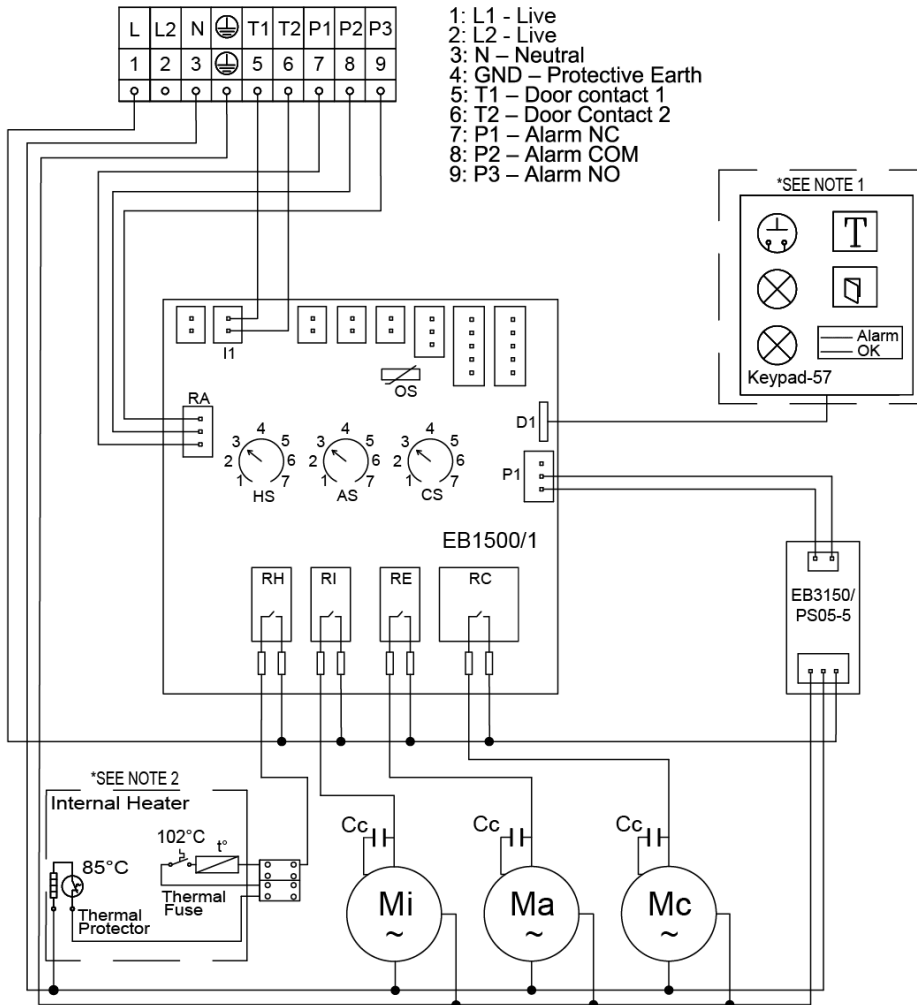 L L2 N T1 T2 P1 P2 P3
1 2 3 5 6 7 8 9
1: L1 - Live
2: L2 - Live
3: N – Neutral
4: GND – Protective Earth
5: T1 – Door contact 1
6: T2 – Door Contact 2
7: P1 – Alarm NC
8: P2 – Alarm COM
9: P3 – Alarm NO
*SEE NOTE 1
T
Alarm
OK
Keypad-57
I1
OS
RA
D1
P1
1 2 3 4 5 6 7
HS
1 2 3 4 5 6 7
AS
1 2 3 4 5 6 7
CS
EB1500/1
RH RI RE RC
EB3150/
PS05-5
*SEE NOTE 2
Internal Heater
102°C
t°
85°C
Thermal
Fuse
Thermal
Protector
Cc Cc Cc
Mi Ma Mc
~ ~ ~